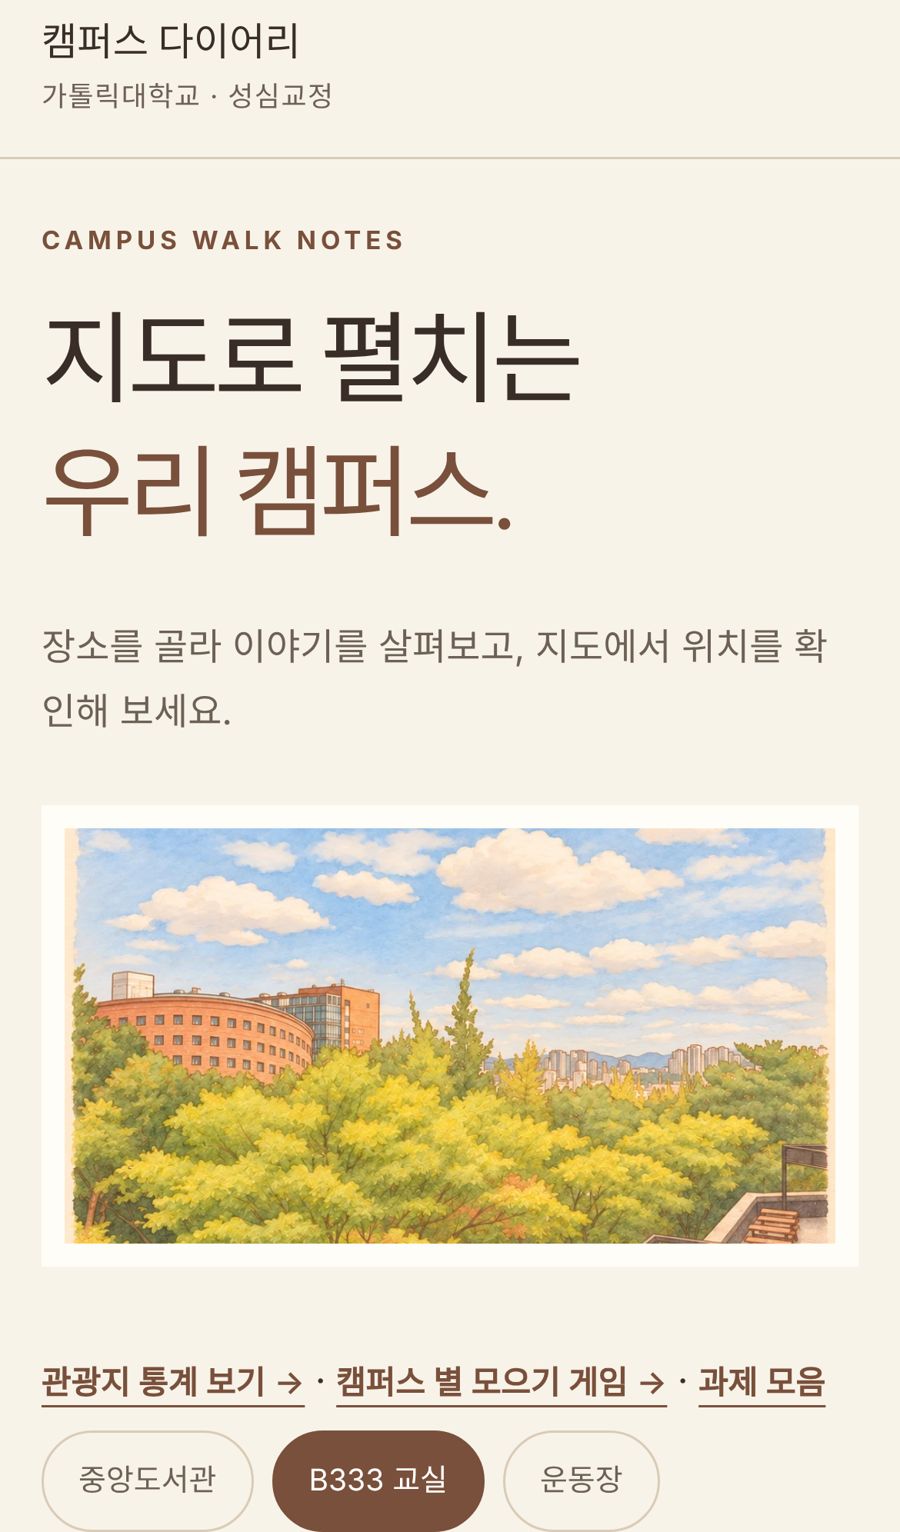 캠퍼스 다이어리
가톨릭대학교 · 성심교정
CAMPUS WALK NOTES
지도로 펼치는
우리 캠퍼스.
장소를 골라 이야기를 살펴보고, 지도에서 위치를 확
인해 보세요.
관광지 통계 보기 → · 캠퍼스 별 모으기 게임 → · 과제 모음
중앙도서관 B333 교실 운동장